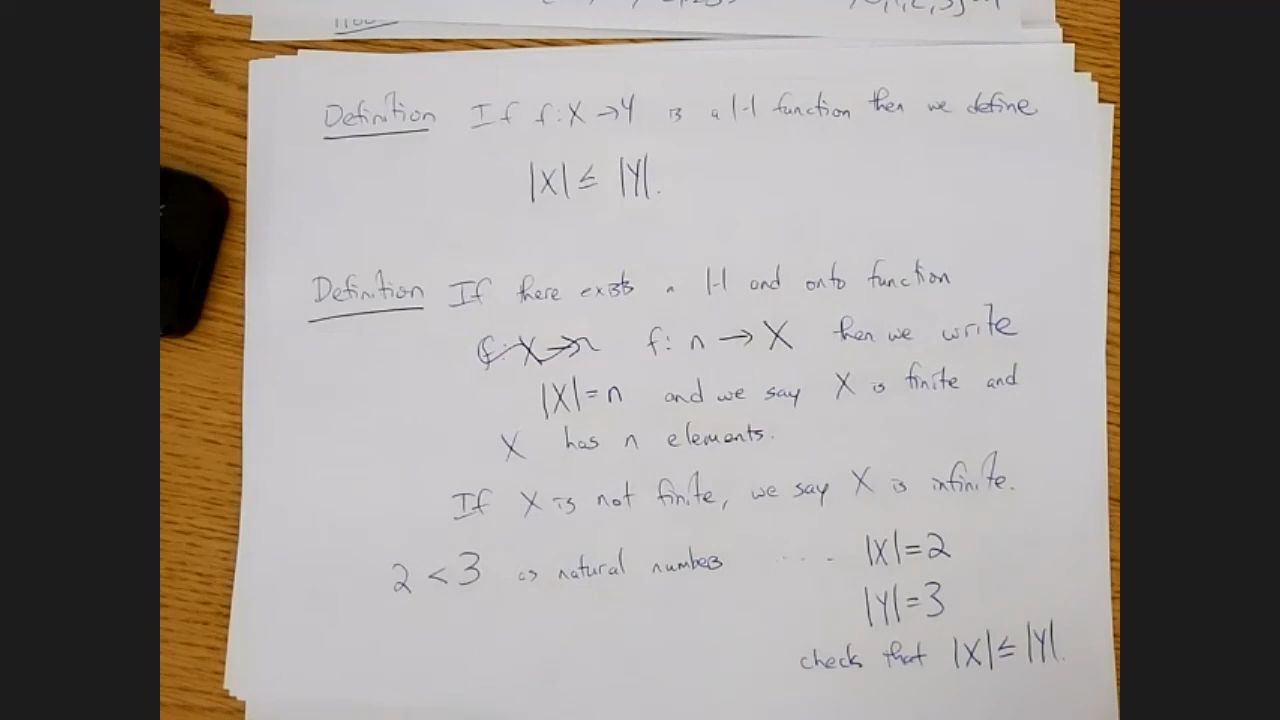 Definition If f: X → Y is a 1-1 function then we define
|X| ≤ |Y|.
Definition If there exists a 1-1 and onto function
f: X → n f: n → X then we write
|X| = n and we say X is finite and
X has n elements.
If X is not finite, we say X is infinite.
2 < 3 as natural numbers .... |X| = 2
|Y| = 3
check that |X| ≤ |Y|.